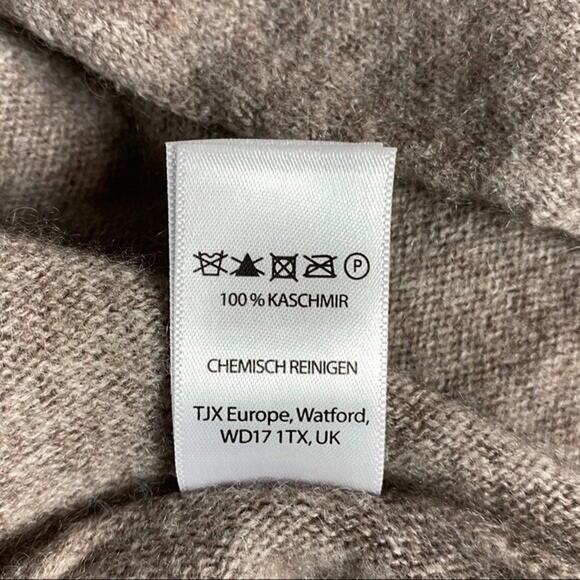 P
100 % KASCHMIR
CHEMISCH REINIGEN
TJX Europe, Watford,
WD17 1TX, UK